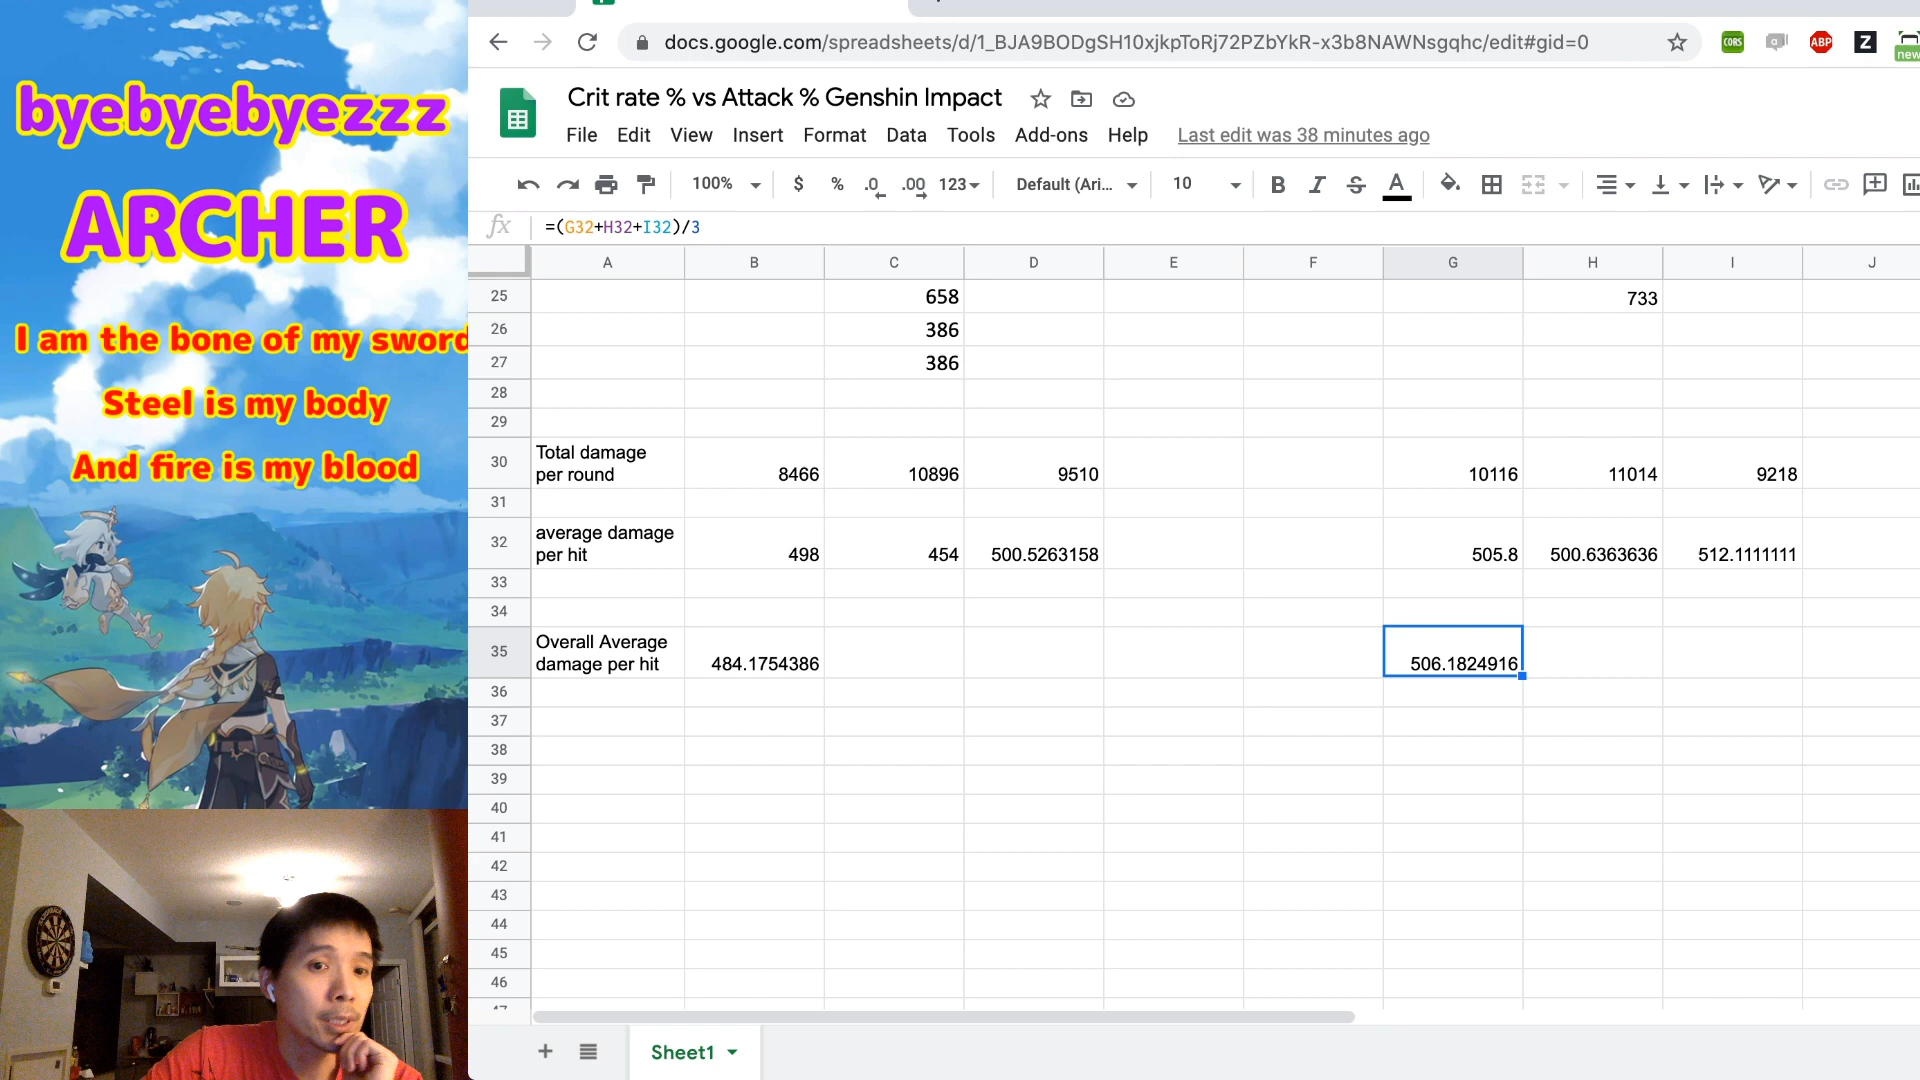 byebyebyezzz
ARCHER
I am the bone of my sword
Steel is my body
And fire is my blood
docs.google.com/spreadsheets/d/1_BJA9BODgSH10xjkpToRj72PZbYkR-x3b8NAWNsgqhc/edit#gid=0
CORS
a
ABP
Z
new
Crit rate % vs Attack % Genshin Impact
File Edit View Insert Format Data Tools Add-ons Help Last edit was 38 minutes ago
100% $ % .0 .00 123 Default (Ari... 10 B I S A
fx =(G32+H32+I32)/3
A B C D E F G H I J
25 658 733
26 386
27 386
28
29
30 Total damage per round 8466 10896 9510 10116 11014 9218
31
32 average damage per hit 498 454 500.5263158 505.8 500.6363636 512.1111111
33
34
35 Overall Average damage per hit 484.1754386 506.1824916
36
37
38
39
40
41
42
43
44
45
46
47
+ Sheet1